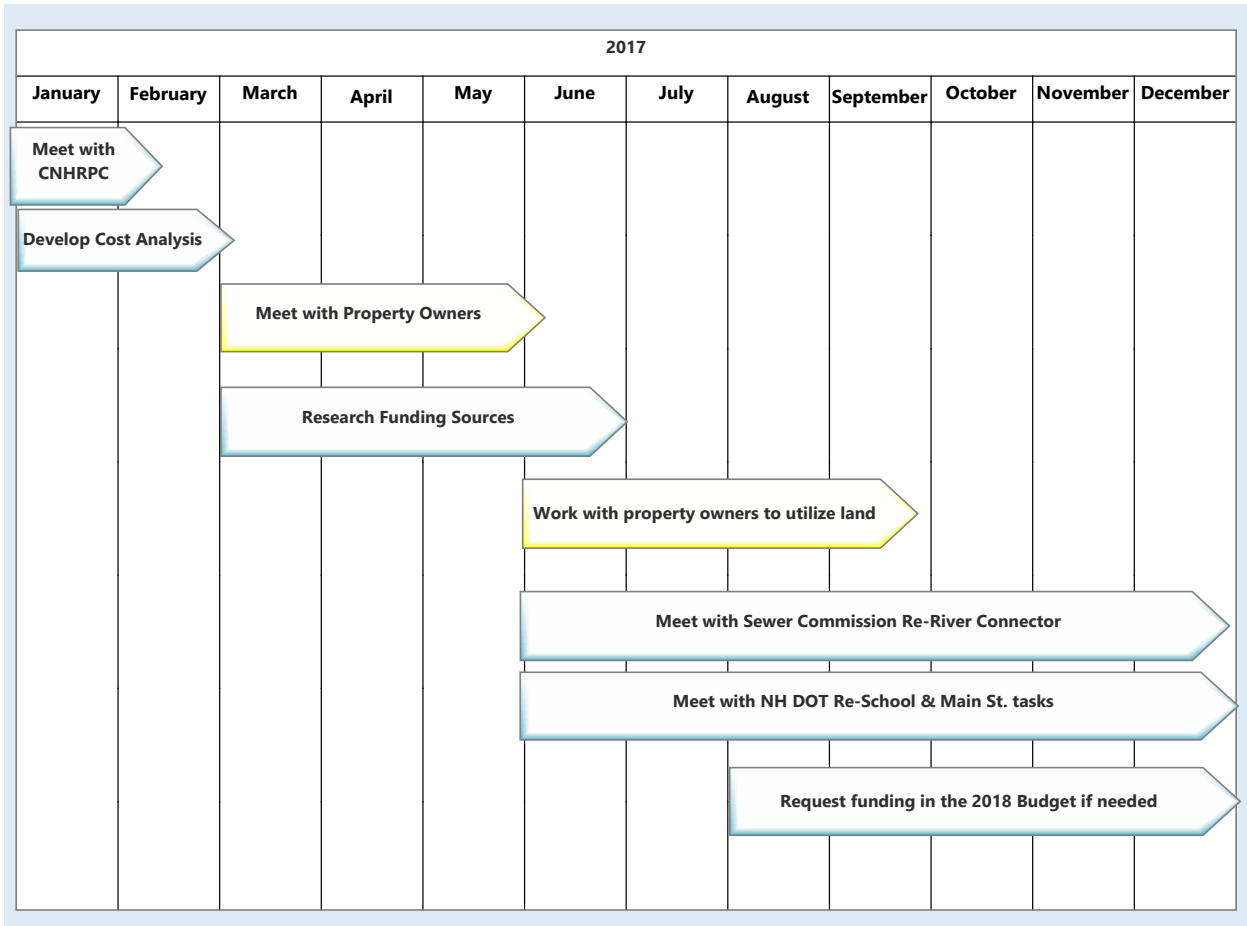 2017
January February March April May June July August September October November December
Meet with
CNHRPC
Develop Cost Analysis
Meet with Property Owners
Research Funding Sources
Work with property owners to utilize land
Meet with Sewer Commission Re-River Connector
Meet with NH DOT Re-School & Main St. tasks
Request funding in the 2018 Budget if needed